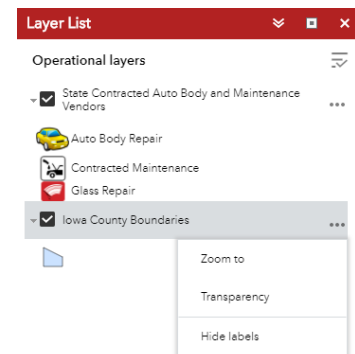 Layer List
Operational layers
State Contracted Auto Body and Maintenance
Vendors
Auto Body Repair
Contracted Maintenance
Glass Repair
Iowa County Boundaries
Zoom to
Transparency
Hide labels